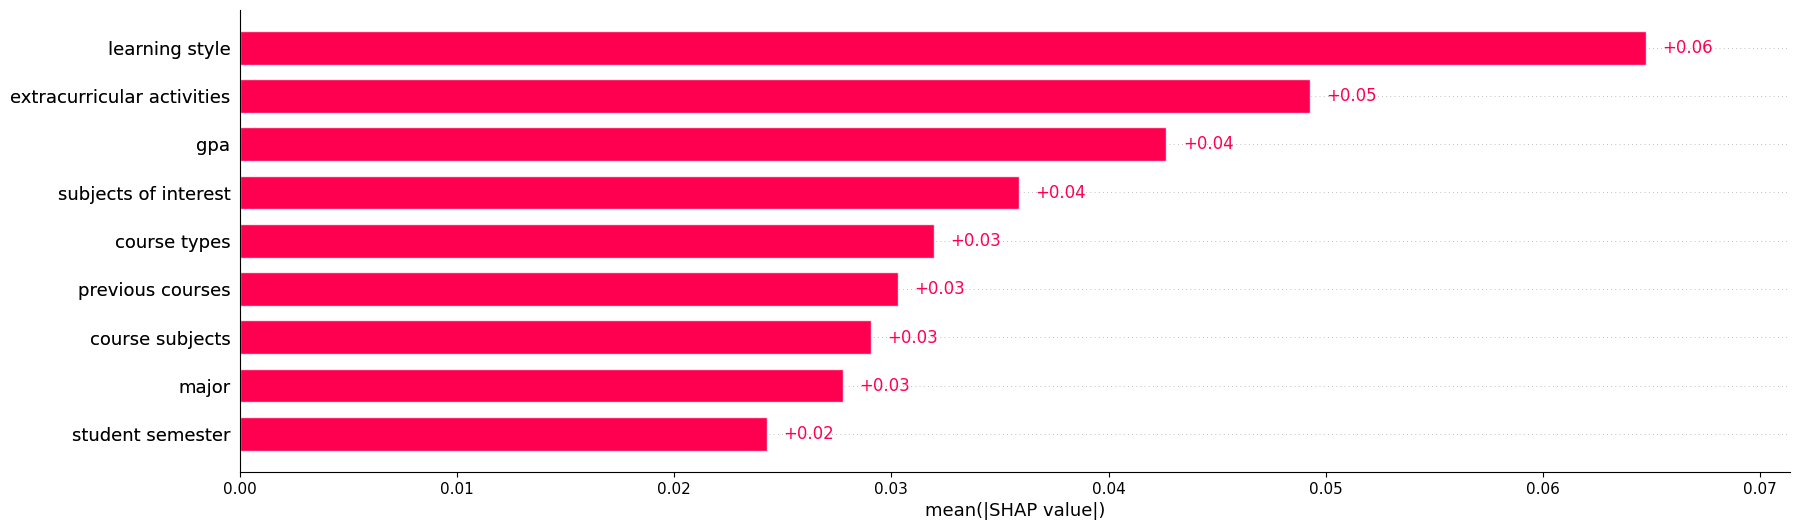 learning style +0.06
extracurricular activities +0.05
gpa +0.04
subjects of interest +0.04
course types +0.03
previous courses +0.03
course subjects +0.03
major +0.03
student semester +0.02
0.00 0.01 0.02 0.03 0.04 0.05 0.06 0.07
mean(|SHAP value|)